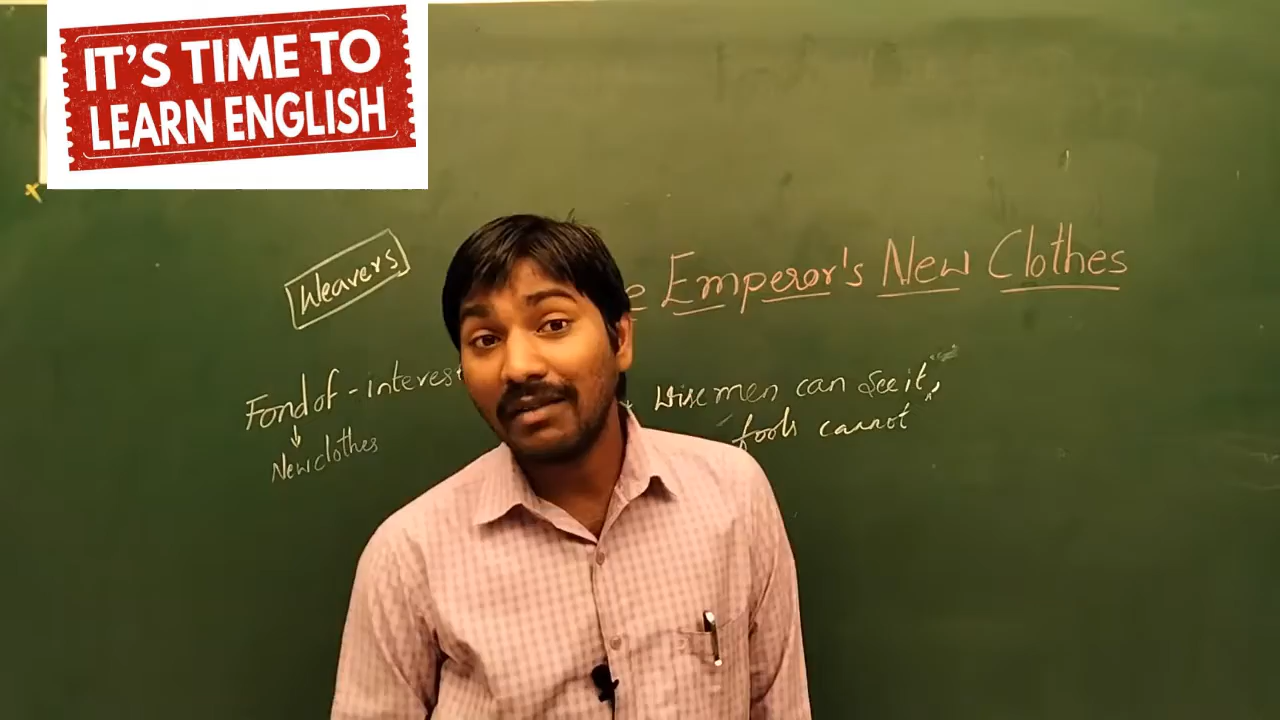 IT'S TIME TO
LEARN ENGLISH
Weavers
e Emperor's New Clothes
Fond of - interest
New clothes
Wise men can see it,
fools cannot